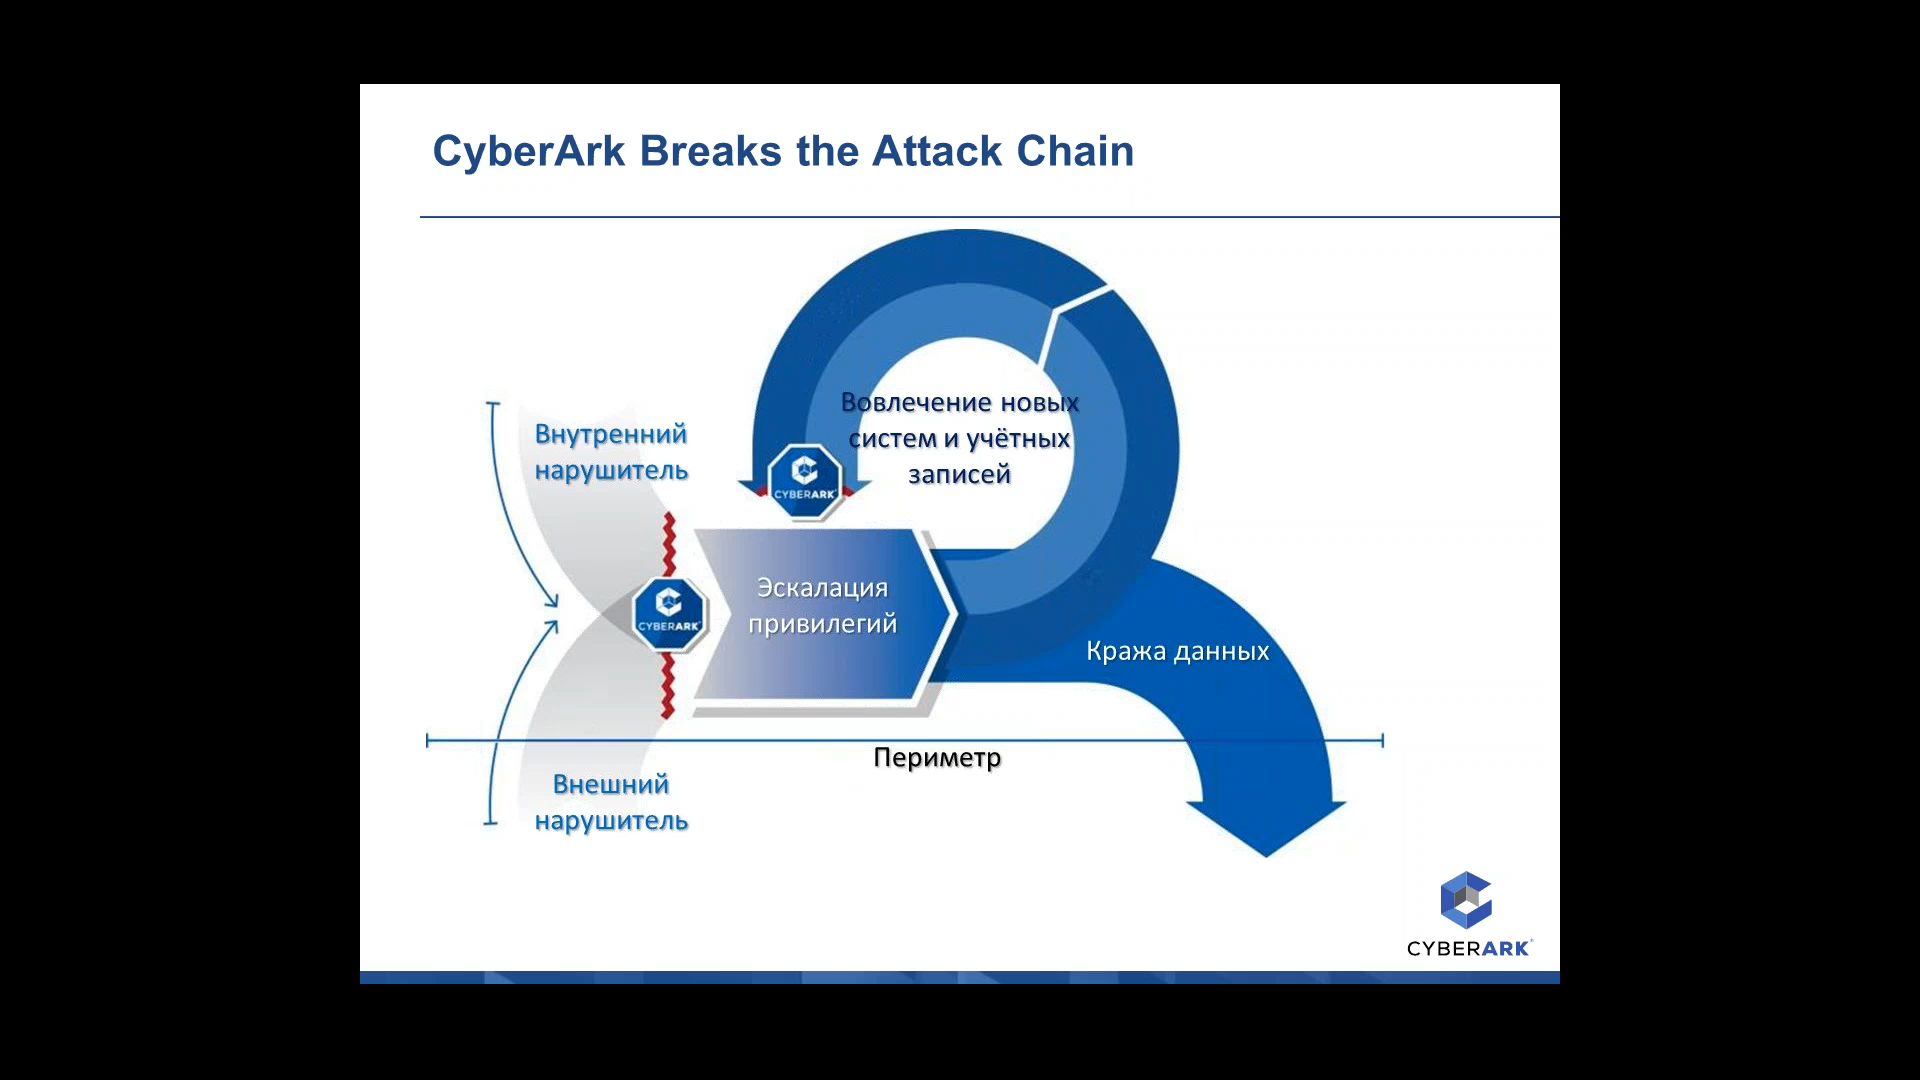 CyberArk Breaks the Attack Chain
Вовлечение новых
систем и учётных
записей
Внутренний
нарушитель
CYBERARK
Эскалация
привилегий
CYBERARK
Кража данных
Периметр
Внешний
нарушитель
CYBERARK